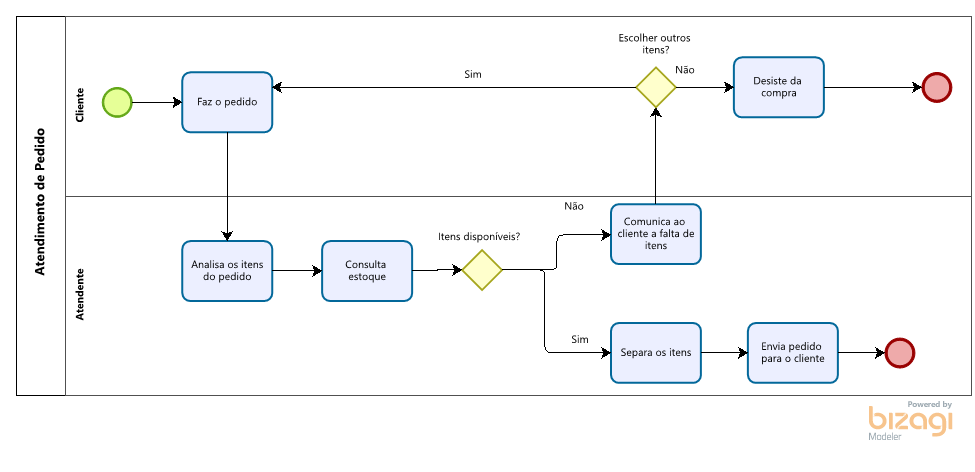 Atendimento de Pedido
Cliente
Faz o pedido
Sim
Escolher outros
itens?
Não
Desiste da
compra
Atendente
Analisa os itens
do pedido
Consulta
estoque
Itens disponíveis?
Não
Comunica ao
cliente a falta de
itens
Sim
Separa os itens
Envia pedido
para o cliente
Powered by
bizagi
Modeler